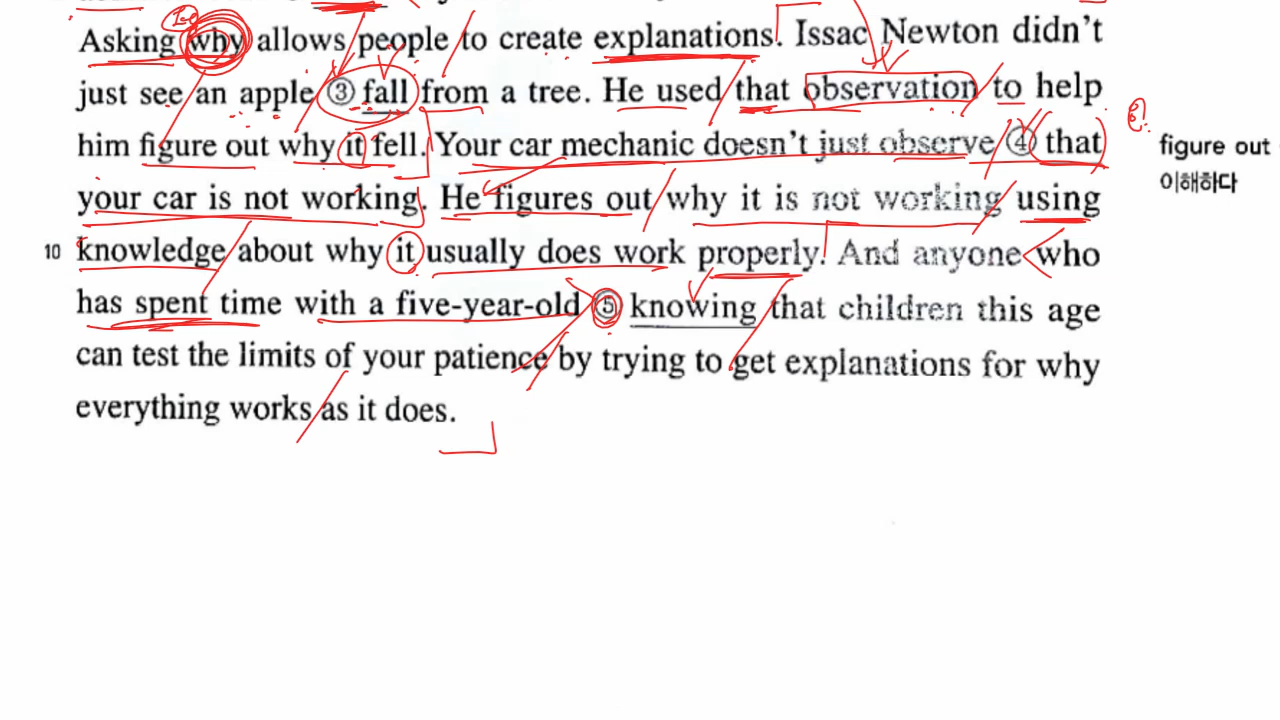 Asking why allows people to create explanations. Issac Newton didn't
just see an apple ③ fall from a tree. He used that observation to help
him figure out why it fell. Your car mechanic doesn't just observe ④ that
your car is not working. He figures out why it is not working using
10 knowledge about why it usually does work properly. And anyone who
has spent time with a five-year-old ⑤ knowing that children this age
can test the limits of your patience by trying to get explanations for why
everything works as it does.
figure out
이해하다